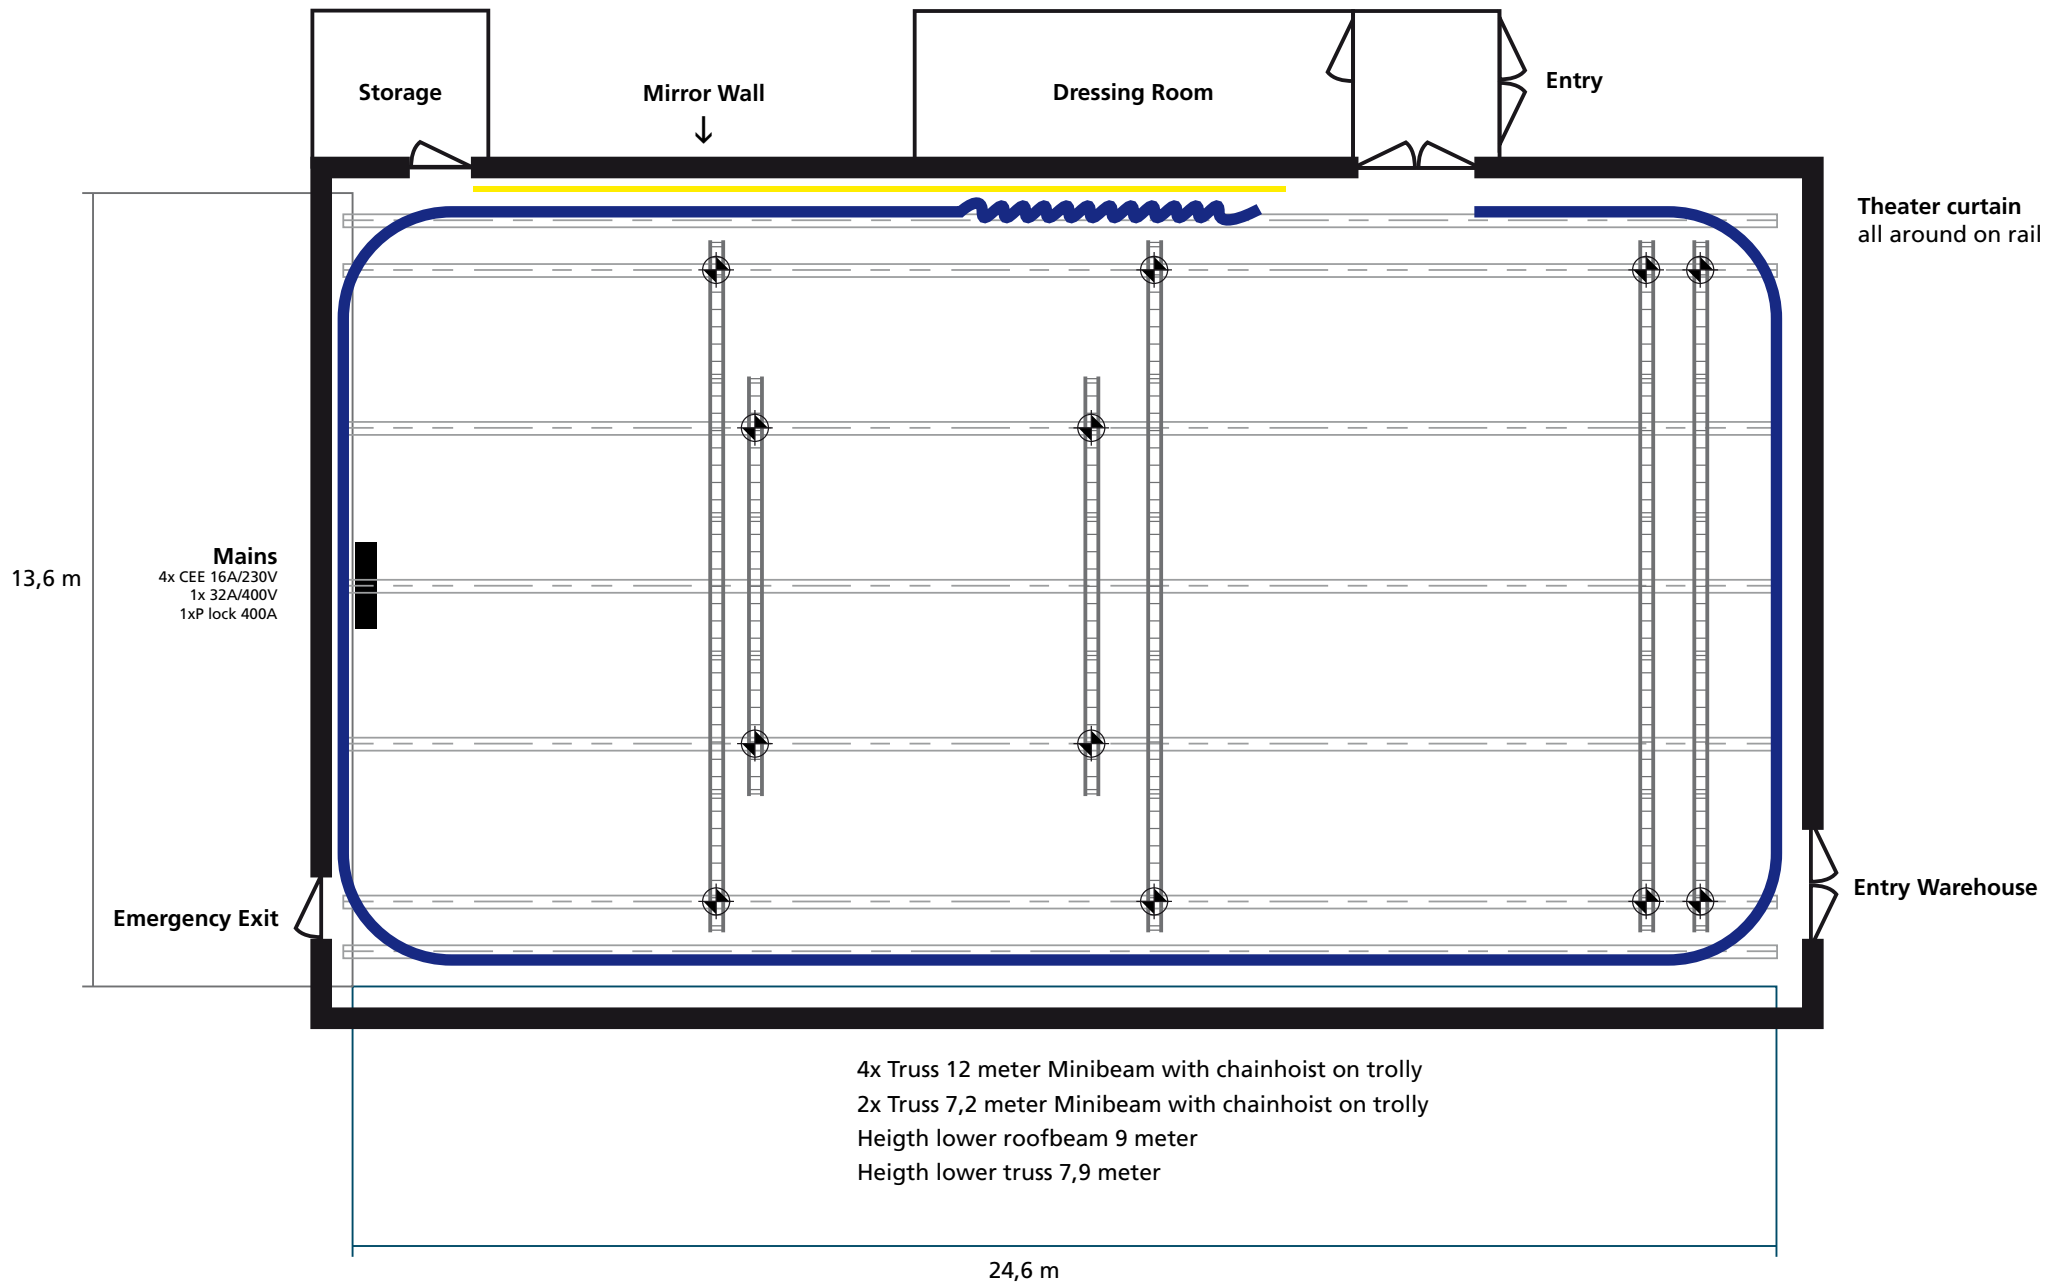 Storage
Mirror Wall
Dressing Room
Entry
Theater curtain
all around on rail
Mains
4x CEE 16A/230V
1x 32A/400V
1xP lock 400A
13,6 m
Emergency Exit
Entry Warehouse
4x Truss 12 meter Minibeam with chainhoist on trolly
2x Truss 7,2 meter Minibeam with chainhoist on trolly
Heigth lower roofbeam 9 meter
Heigth lower truss 7,9 meter
24,6 m